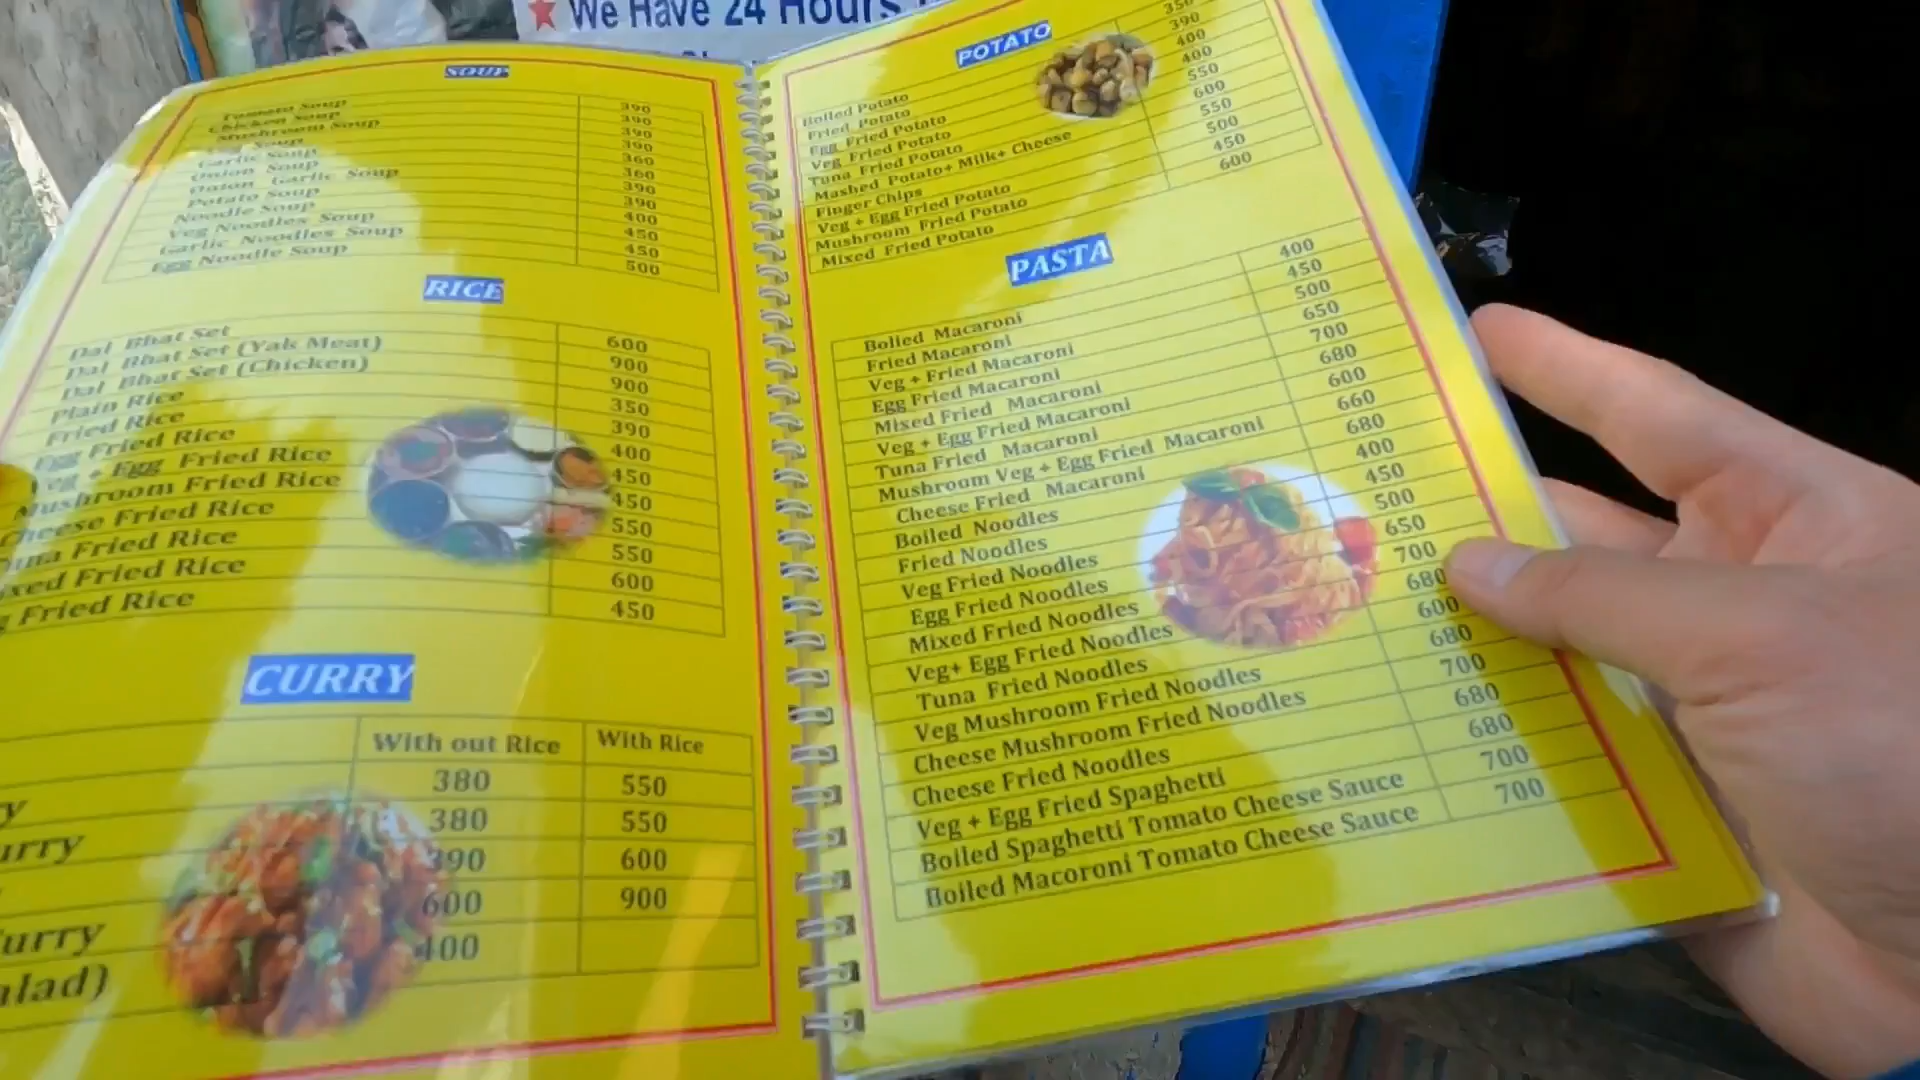 We Have 24 Hours
SOUP
Tomato Soup 390
Chicken Soup 390
Mushroom Soup 390
Soup 390
Garlic Soup 360
Onion Soup 360
Onion Garlic Soup 390
Potato Soup 390
Noodle Soup 400
Veg Noodles Soup 450
Garlic Noodles Soup 450
Egg Noodle Soup 500
RICE
Dal Bhat Set 600
Dal Bhat Set (Yak Meat) 900
Dal Bhat Set (Chicken) 900
Plain Rice 350
Fried Rice 390
Egg Fried Rice 400
eg + Egg Fried Rice 450
Mushroom Fried Rice 450
Cheese Fried Rice 550
una Fried Rice 550
ixed Fried Rice 600
g Fried Rice 450
CURRY
With out Rice With Rice
380 550
y 380 550
urry 390 600
600 900
urry 400
alad)
POTATO
350
390
400
400
550
600
550
500
450
600
Boiled Potato
Fried Potato
Egg Fried Potato
Veg Fried Potato
Tuna Fried Potato
Mashed Potato+ Milk+ Cheese
Finger Chips
Veg + Egg Fried Potato
Mushroom Fried Potato
Mixed Fried Potato
PASTA
Boiled Macaroni 400
Fried Macaroni 450
Veg + Fried Macaroni 500
Egg Fried Macaroni 650
Mixed Fried Macaroni 700
Veg + Egg Fried Macaroni 680
Tuna Fried Macaroni 600
Mushroom Veg + Egg Fried Macaroni 660
Cheese Fried Macaroni 680
Boiled Noodles 400
Fried Noodles 450
Veg Fried Noodles 500
Egg Fried Noodles 650
Mixed Fried Noodles 700
Veg+ Egg Fried Noodles 680
Tuna Fried Noodles 600
Veg Mushroom Fried Noodles 680
Cheese Mushroom Fried Noodles 700
Cheese Fried Noodles 680
Veg + Egg Fried Spaghetti 680
Boiled Spaghetti Tomato Cheese Sauce 700
Boiled Macoroni Tomato Cheese Sauce 700